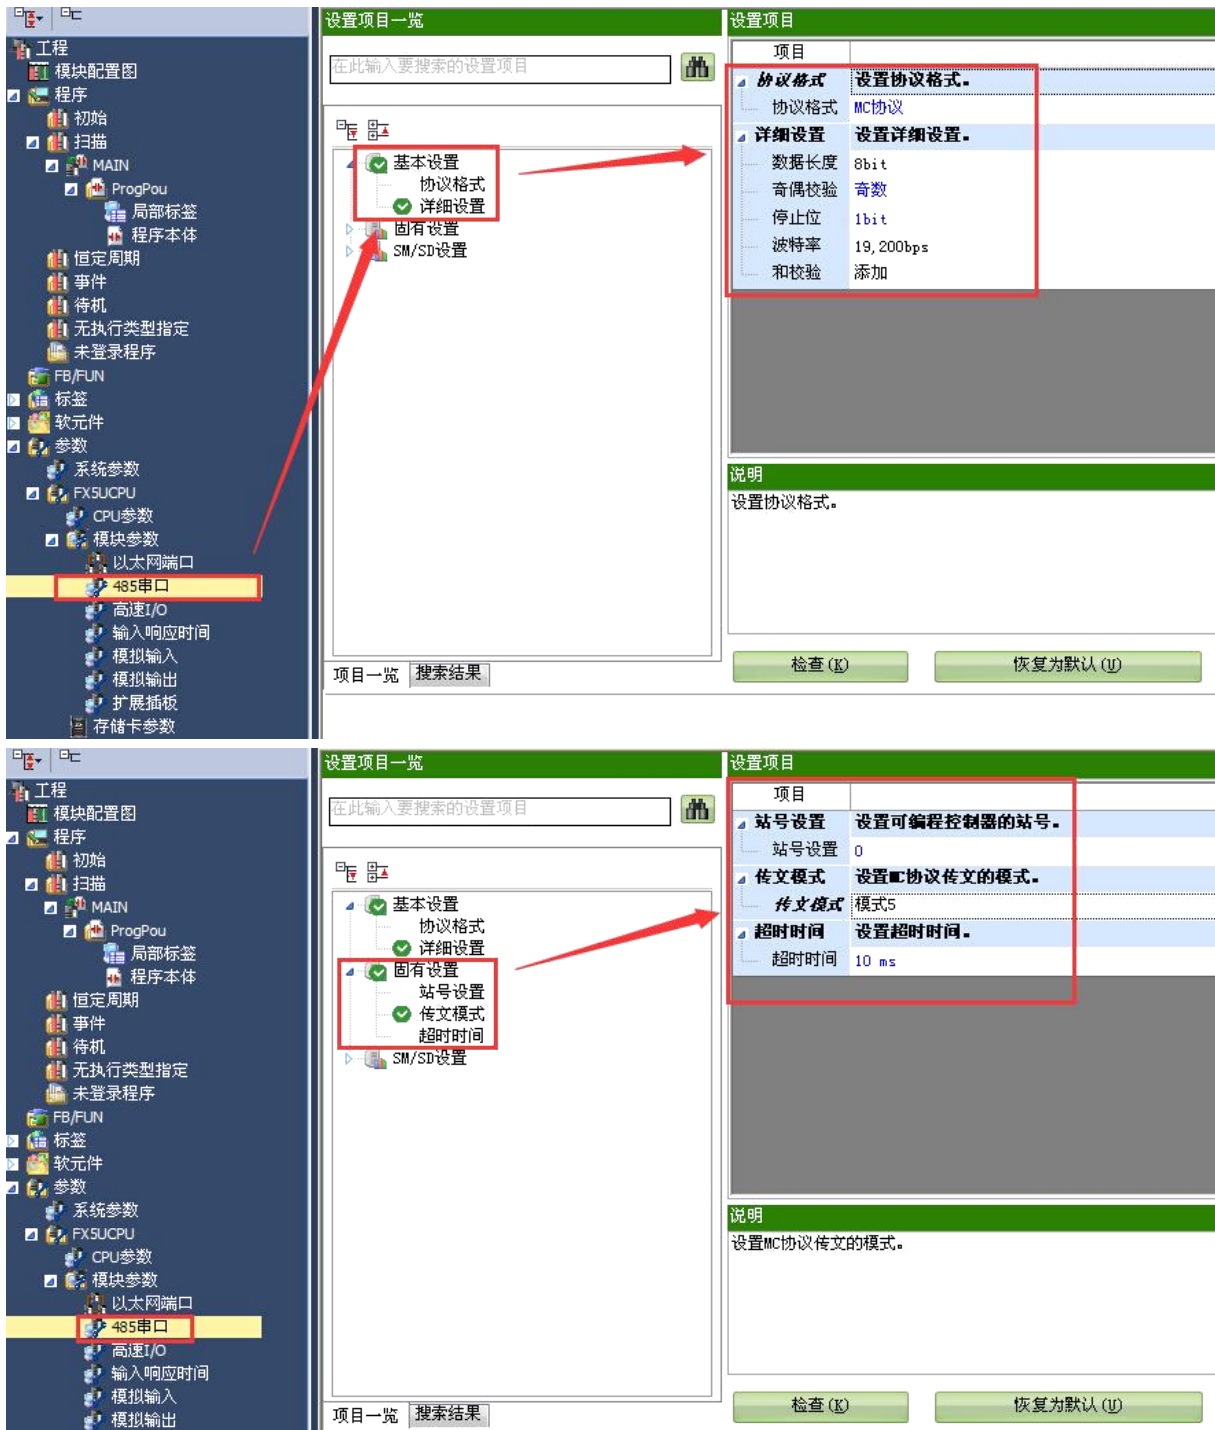 设置项目一览
设置项目
工程
模块配置图
程序
初始
扫描
MAIN
ProgPou
局部标签
程序本体
恒定周期
事件
待机
无执行类型指定
未登录程序
FB/FUN
标签
软元件
参数
系统参数
FX5UCPU
CPU参数
模块参数
以太网端口
485串口
高速I/O
输入响应时间
模拟输入
模拟输出
扩展插板
存储卡参数
在此输入要搜索的设置项目
基本设置
协议格式
详细设置
固有设置
SM/SD设置
项目一览 搜索结果
项目
协议格式 设置协议格式。
协议格式 MC协议
详细设置 设置详细设置。
数据长度 8bit
奇偶校验 奇数
停止位 1bit
波特率 19,200bps
和校验 添加
说明
设置协议格式。
检查(K) 恢复为默认(U)
设置项目一览
设置项目
工程
模块配置图
程序
初始
扫描
MAIN
ProgPou
局部标签
程序本体
恒定周期
事件
待机
无执行类型指定
未登录程序
FB/FUN
标签
软元件
参数
系统参数
FX5UCPU
CPU参数
模块参数
以太网端口
485串口
高速I/O
输入响应时间
模拟输入
模拟输出
在此输入要搜索的设置项目
基本设置
协议格式
详细设置
固有设置
站号设置
传文模式
超时时间
SM/SD设置
项目一览 搜索结果
项目
站号设置 设置可编程控制器的站号。
站号设置 0
传文模式 设置MC协议传文的模式。
传文模式 模式5
超时时间 设置超时时间。
超时时间 10 ms
说明
设置MC协议传文的模式。
检查(K) 恢复为默认(U)